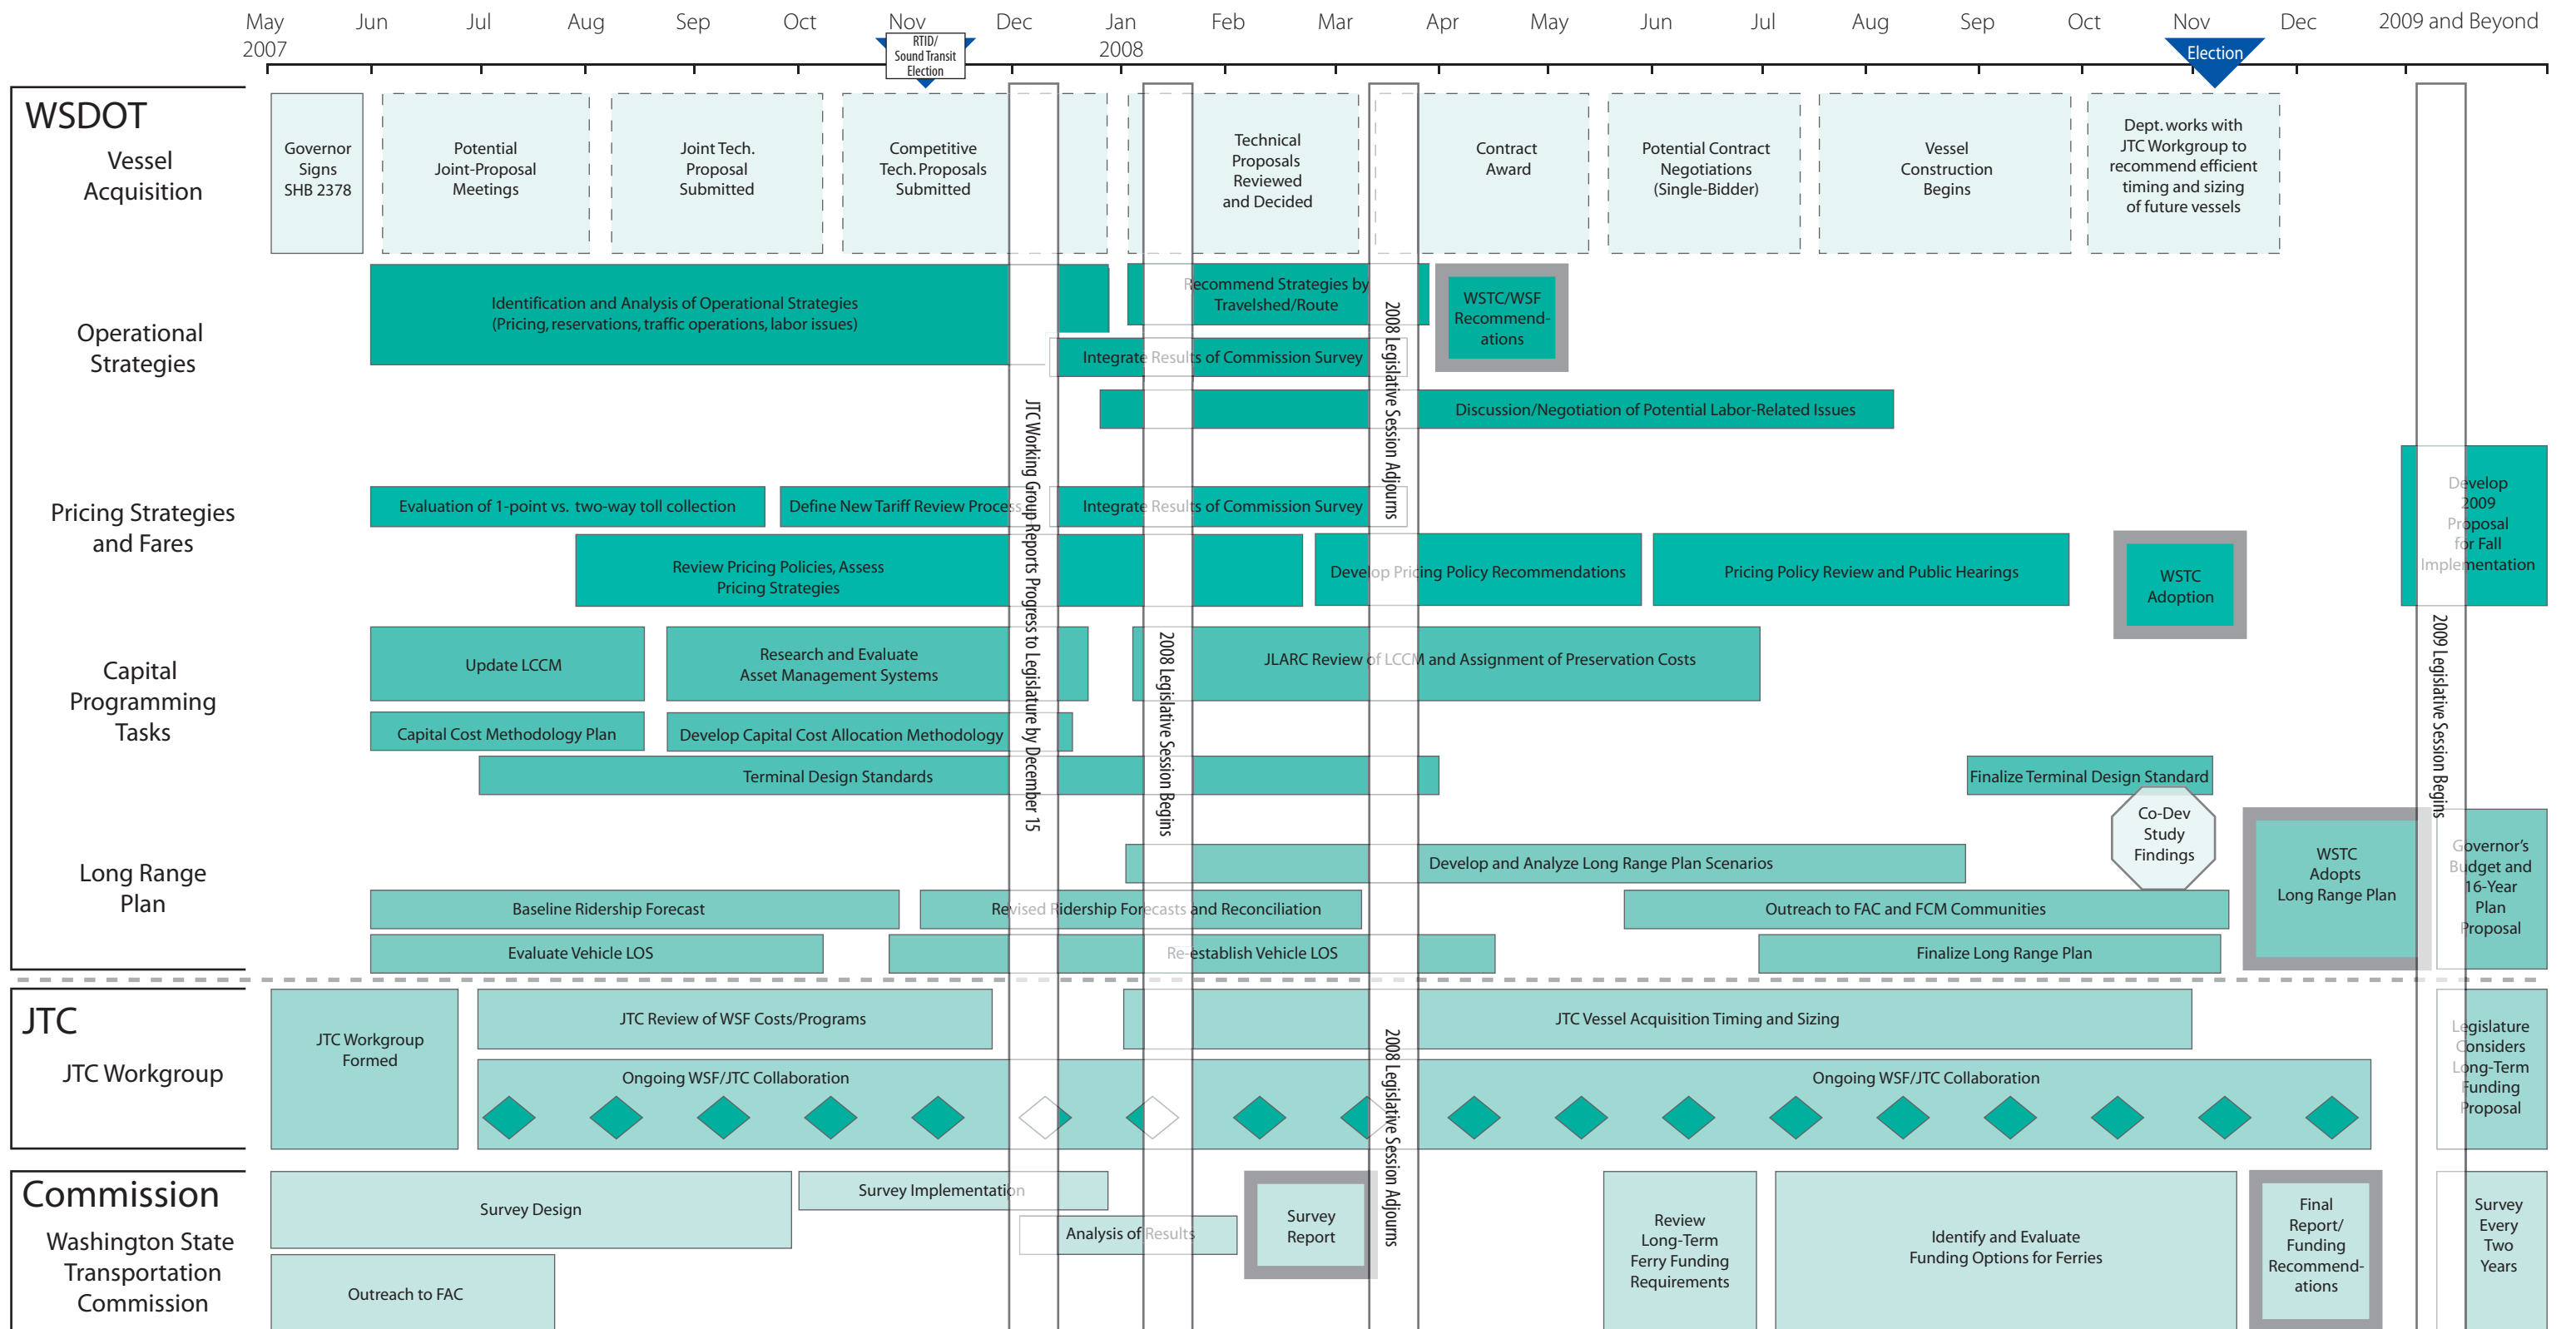 May
2007
Jun
Jul
Aug
Sep
Oct
Nov
Dec
Jan
2008
Feb
Mar
Apr
May
Jun
Jul
Aug
Sep
Oct
Nov
Dec
2009 and Beyond
RTID/
Sound Transit
Election
Election
WSDOT
Vessel
Acquisition
Governor
Signs
SHB 2378
Potential
Joint-Proposal
Meetings
Joint Tech.
Proposal
Submitted
Competitive
Tech. Proposals
Submitted
Technical
Proposals
Reviewed
and Decided
Contract
Award
Potential Contract
Negotiations
(Single-Bidder)
Vessel
Construction
Begins
Dept. works with
JTC Workgroup to
recommend efficient
timing and sizing
of future vessels
Operational
Strategies
Identification and Analysis of Operational Strategies
(Pricing, reservations, traffic operations, labor issues)
Recommend Strategies by
Travelshed/Route
WSTC/WSF
Recommend-
ations
Integrate Results of Commission Survey
Discussion/Negotiation of Potential Labor-Related Issues
Pricing Strategies
and Fares
Evaluation of 1-point vs. two-way toll collection
Define New Tariff Review Process
Integrate Results of Commission Survey
Develop
2009
Proposal
for Fall
Implementation
Review Pricing Policies, Assess
Pricing Strategies
Develop Pricing Policy Recommendations
Pricing Policy Review and Public Hearings
WSTC
Adoption
Capital
Programming
Tasks
Update LCCM
Research and Evaluate
Asset Management Systems
JLARC Review of LCCM and Assignment of Preservation Costs
Capital Cost Methodology Plan
Develop Capital Cost Allocation Methodology
Terminal Design Standards
Finalize Terminal Design Standard
Co-Dev
Study
Findings
Long Range
Plan
Develop and Analyze Long Range Plan Scenarios
WSTC
Adopts
Long Range Plan
Governor's
Budget and
16-Year
Plan
Proposal
Baseline Ridership Forecast
Revised Ridership Forecasts and Reconciliation
Outreach to FAC and FCM Communities
Evaluate Vehicle LOS
Re-establish Vehicle LOS
Finalize Long Range Plan
JTC Working Group Reports Progress to Legislature by December 15
2008 Legislative Session Begins
2008 Legislative Session Adjourns
2009 Legislative Session Begins
JTC
JTC Workgroup
JTC Workgroup
Formed
JTC Review of WSF Costs/Programs
JTC Vessel Acquisition Timing and Sizing
Legislature
Considers
Long-Term
Funding
Proposal
Ongoing WSF/JTC Collaboration
Ongoing WSF/JTC Collaboration
2008 Legislative Session Adjourns
Commission
Washington State
Transportation
Commission
Survey Design
Survey Implementation
Analysis of Results
Survey
Report
Review
Long-Term
Ferry Funding
Requirements
Identify and Evaluate
Funding Options for Ferries
Final
Report/
Funding
Recommend-
ations
Survey
Every
Two
Years
Outreach to FAC